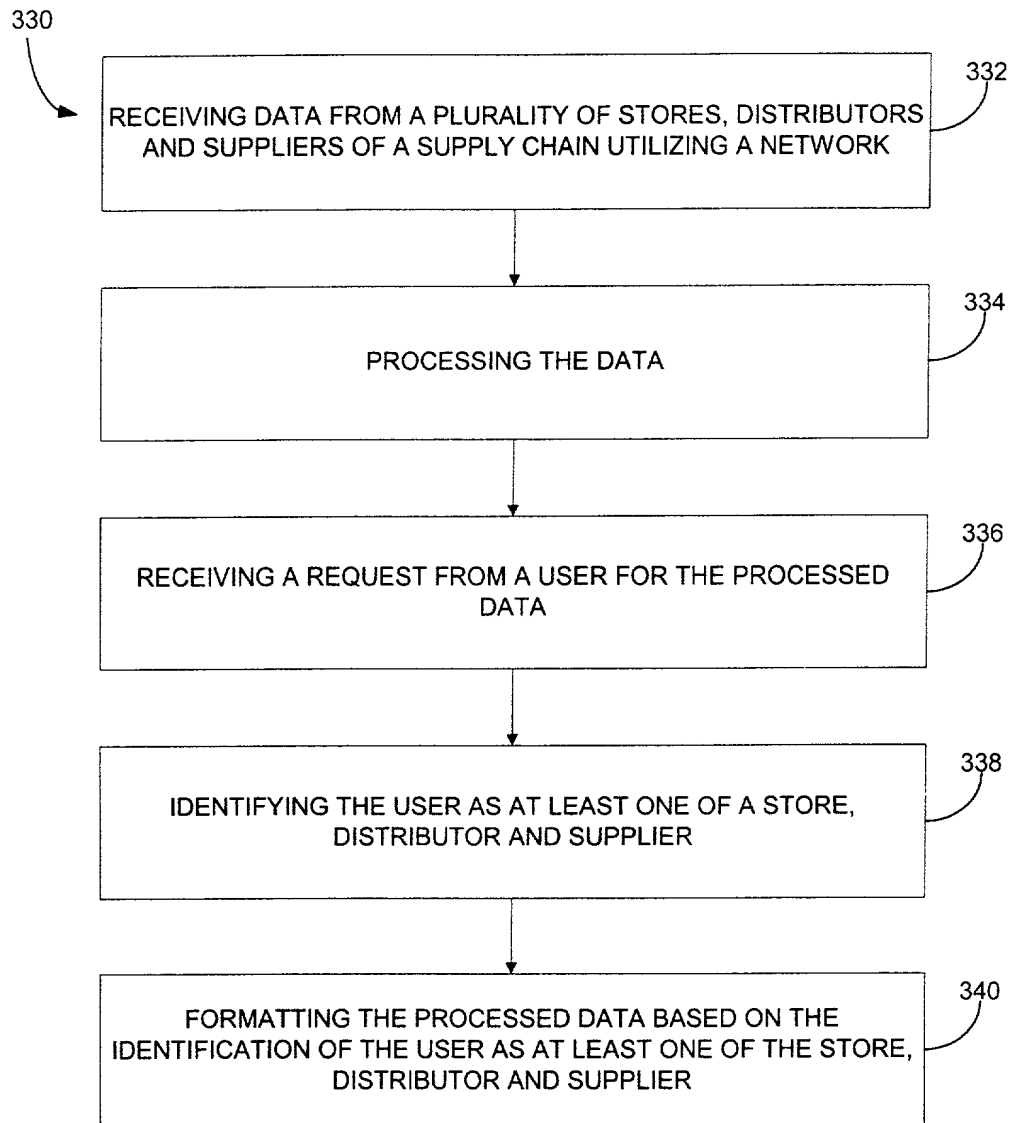 330
332
RECEIVING DATA FROM A PLURALITY OF STORES, DISTRIBUTORS
AND SUPPLIERS OF A SUPPLY CHAIN UTILIZING A NETWORK
334
PROCESSING THE DATA
336
RECEIVING A REQUEST FROM A USER FOR THE PROCESSED
DATA
338
IDENTIFYING THE USER AS AT LEAST ONE OF A STORE,
DISTRIBUTOR AND SUPPLIER
340
FORMATTING THE PROCESSED DATA BASED ON THE
IDENTIFICATION OF THE USER AS AT LEAST ONE OF THE STORE,
DISTRIBUTOR AND SUPPLIER